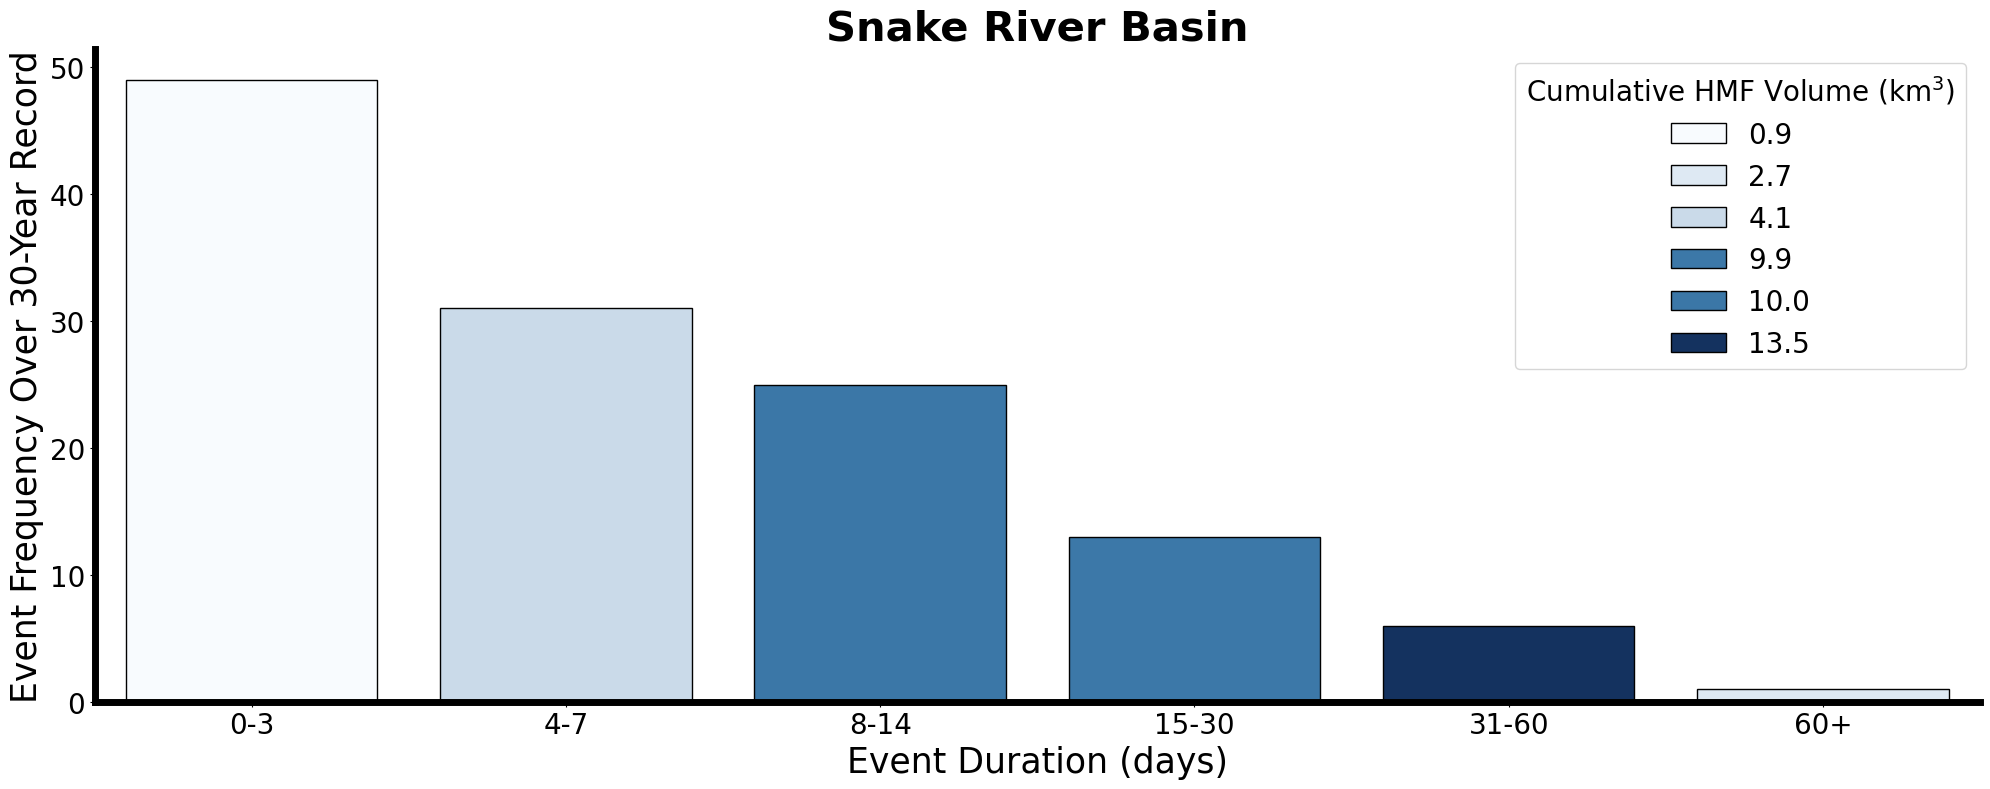 Snake River Basin
Event Frequency Over 30-Year Record
50
40
30
20
10
0
Cumulative HMF Volume (km³)
0.9
2.7
4.1
9.9
10.0
13.5
0-3 4-7 8-14 15-30 31-60 60+
Event Duration (days)